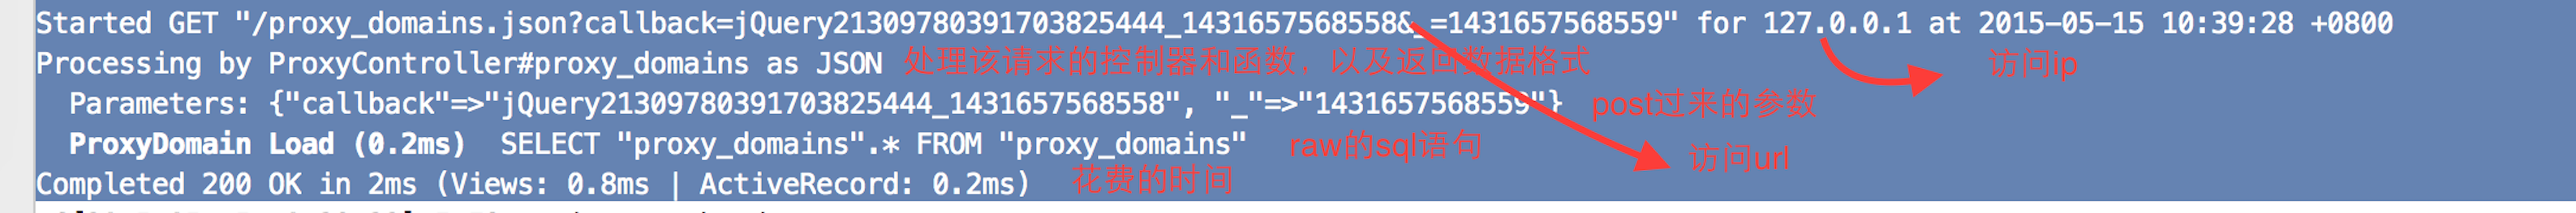 Started GET "/proxy_domains.json?callback=jQuery21309780391703825444_1431657568558&_=1431657568559" for 127.0.0.1 at 2015-05-15 10:39:28 +0800
Processing by ProxyController#proxy_domains as JSON 处理该请求的控制器和函数，以及返回数据格式 访问ip
Parameters: {"callback"=>"jQuery21309780391703825444_1431657568558", "_"=>"1431657568559"} post过来的参数
ProxyDomain Load (0.2ms) SELECT "proxy_domains".* FROM "proxy_domains" raw的sql语句 访问url
Completed 200 OK in 2ms (Views: 0.8ms | ActiveRecord: 0.2ms) 花费的时间